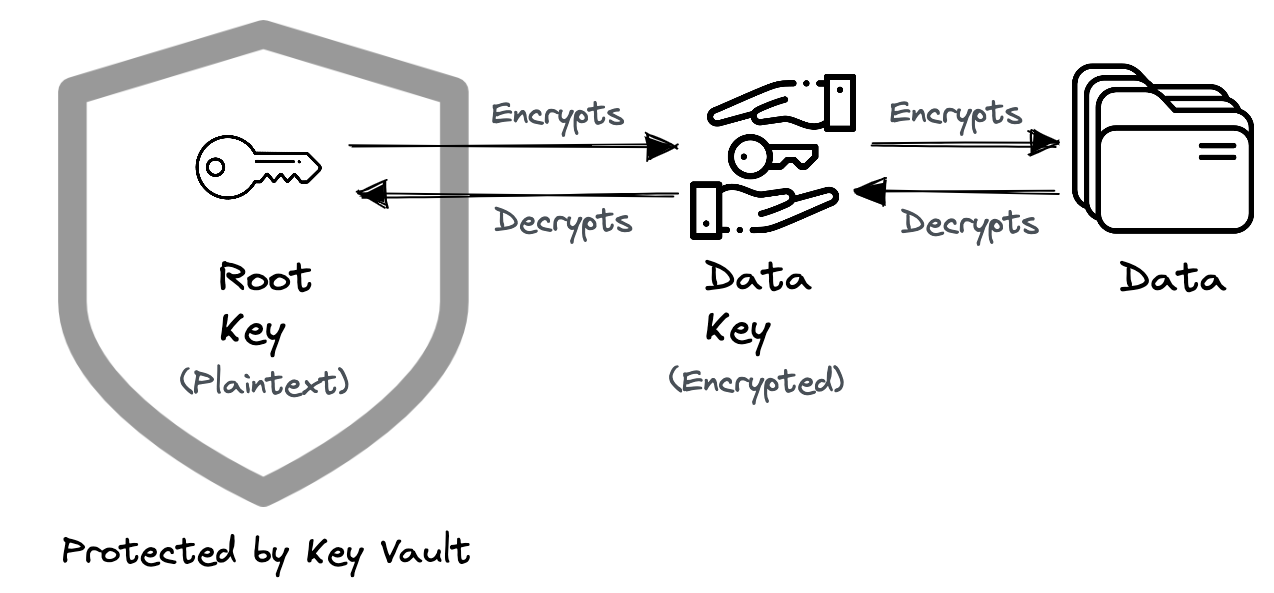 Encrypts
Encrypts
Decrypts
Decrypts
Root
Key
(Plaintext)
Data
Key
(Encrypted)
Data
Protected by Key Vault